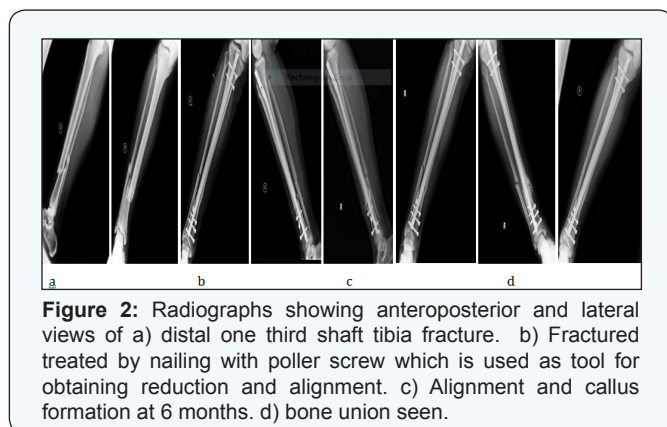 Rectangular Snip
a b c d
Figure 2: Radiographs showing anteroposterior and lateral
views of a) distal one third shaft tibia fracture. b) Fractured
treated by nailing with poller screw which is used as tool for
obtaining reduction and alignment. c) Alignment and callus
formation at 6 months. d) bone union seen.